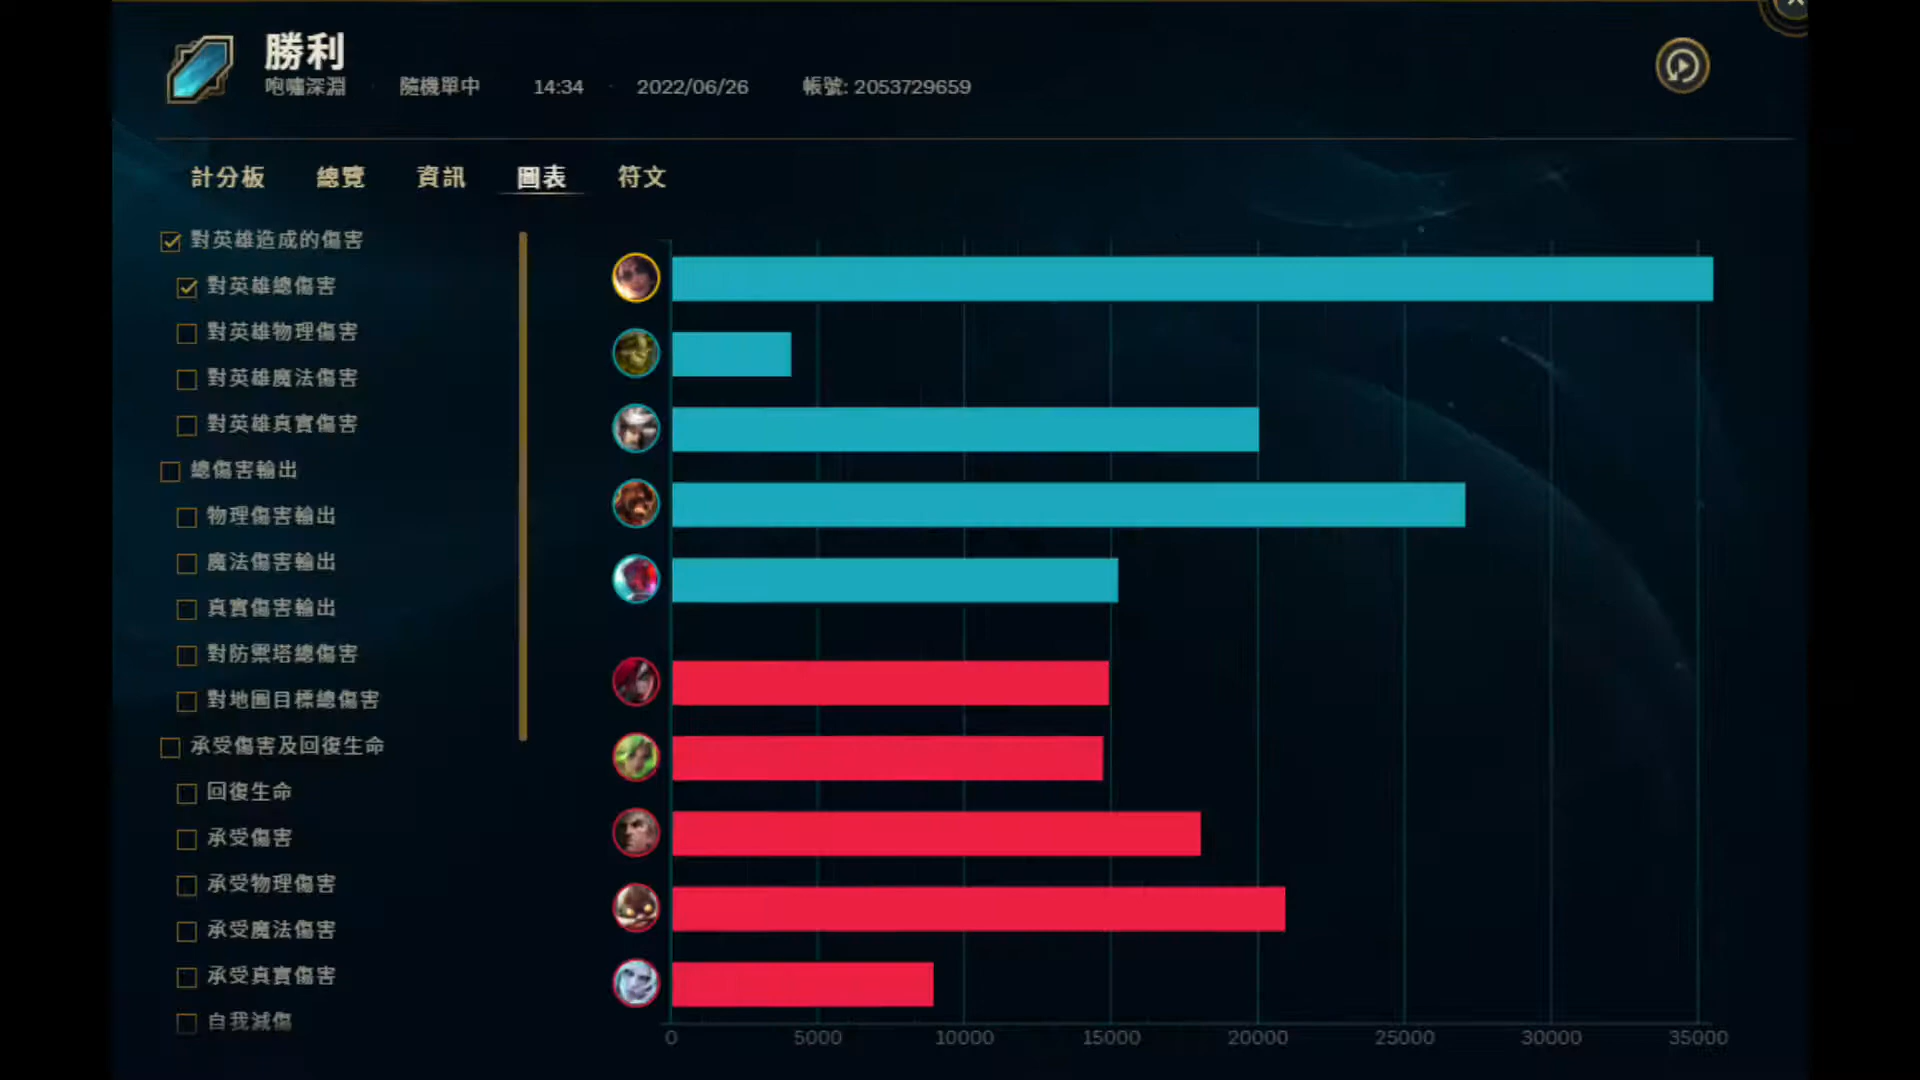 勝利
咆嘯深淵 · 隨機單中 14:34 · 2022/06/26 帳號: 2053729659
計分板 總覽 資訊 圖表 符文
對英雄造成的傷害
對英雄總傷害
對英雄物理傷害
對英雄魔法傷害
對英雄真實傷害
總傷害輸出
物理傷害輸出
魔法傷害輸出
真實傷害輸出
對防禦塔總傷害
對地圖目標總傷害
承受傷害及回復生命
回復生命
承受傷害
承受物理傷害
承受魔法傷害
承受真實傷害
自我減傷
0 5000 10000 15000 20000 25000 30000 35000